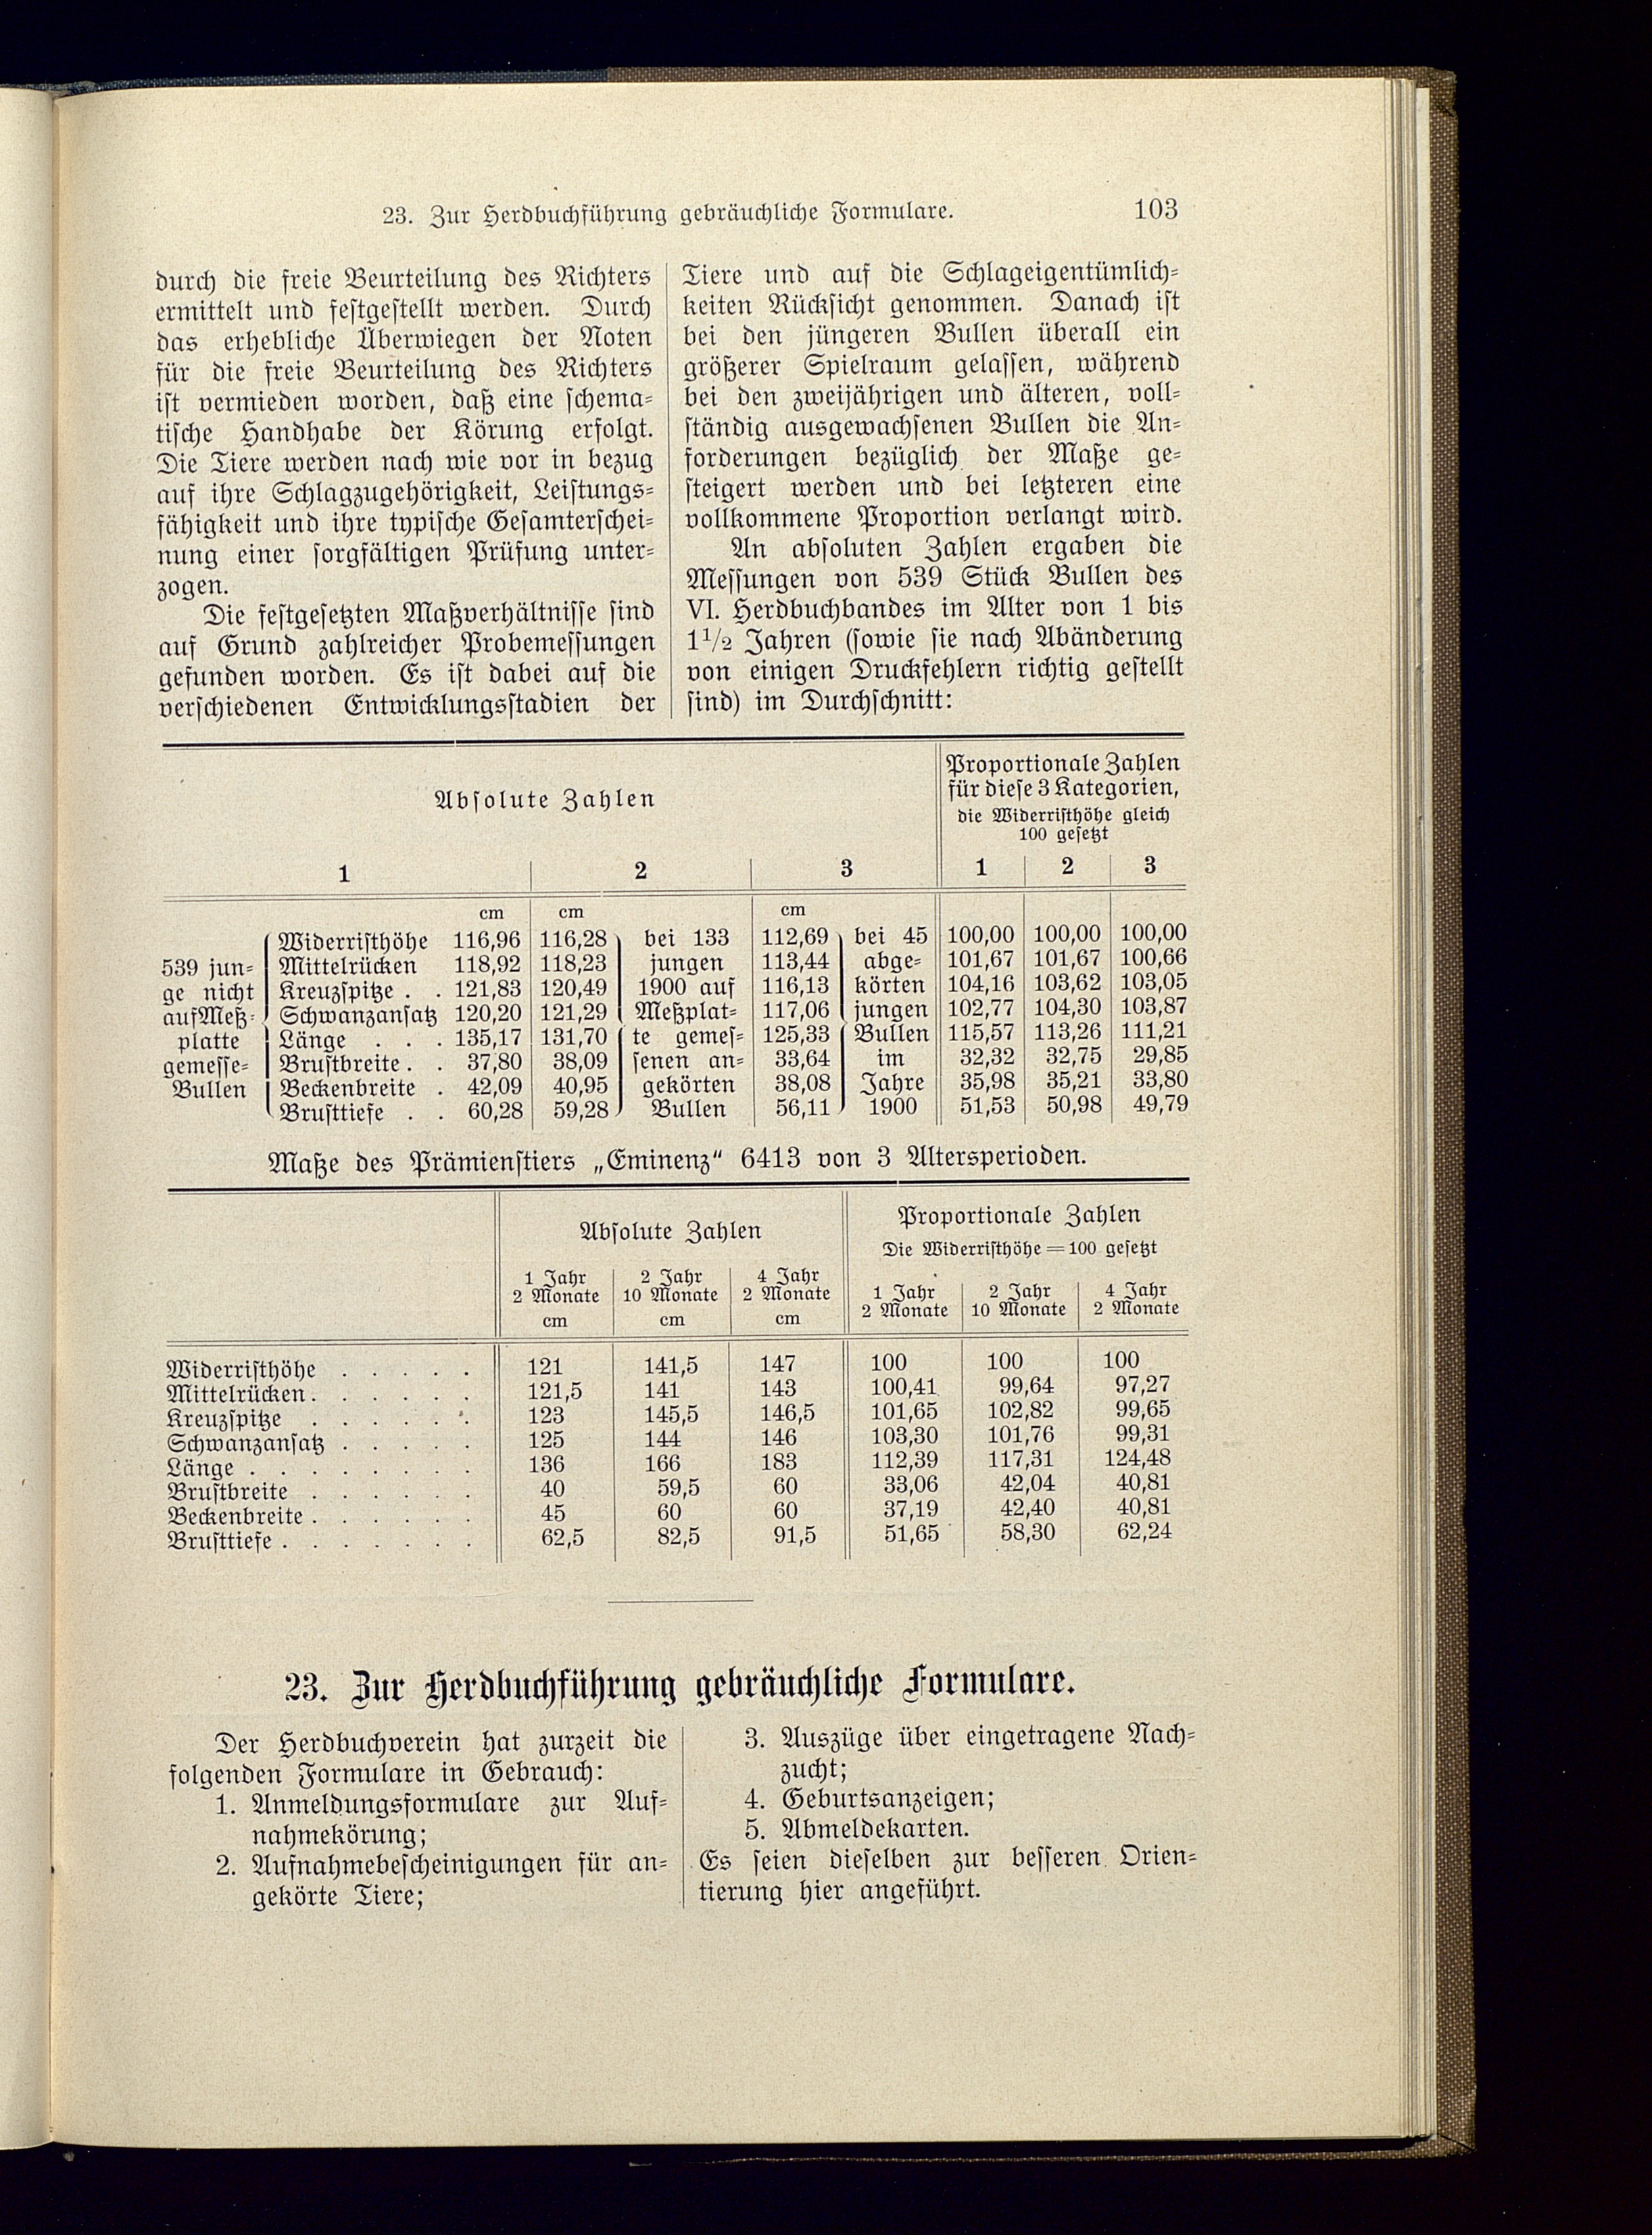 23. Zur Herdbuchführung gebräuchliche Formulare. 103
durch die freie Beurteilung des Richters
ermittelt und festgestellt werden. Durch
das erhebliche Überwiegen der Noten
für die freie Beurteilung des Richters
ist vermieden worden, daß eine schema-
tische Handhabe der Körung erfolgt.
Die Tiere werden nach wie vor in bezug
auf ihre Schlagzugehörigkeit, Leistungs-
fähigkeit und ihre typische Gesamterschei-
nung einer sorgfältigen Prüfung unter-
zogen.
Die festgesetzten Maßverhältnisse sind
auf Grund zahlreicher Probemessungen
gefunden worden. Es ist dabei auf die
verschiedenen Entwicklungsstadien der
Tiere und auf die Schlageigentümlich-
keiten Rücksicht genommen. Danach ist
bei den jüngeren Bullen überall ein
größerer Spielraum gelassen, während
bei den zweijährigen und älteren, voll-
ständig ausgewachsenen Bullen die An-
forderungen bezüglich der Maße ge-
steigert werden und bei letzteren eine
vollkommene Proportion verlangt wird.
An absoluten Zahlen ergaben die
Messungen von 539 Stück Bullen des
VI. Herdbuchbandes im Alter von 1 bis
1 1/2 Jahren (sowie sie nach Abänderung
von einigen Druckfehlern richtig gestellt
sind) im Durchschnitt:
Absolute Zahlen
Proportionale Zahlen
für diese 3 Kategorien,
die Widerristhöhe gleich
100 gesetzt
1 2 3 1 2 3
cm cm cm
Widerristhöhe 116,96 116,28 bei 133 112,69 bei 45 100,00 100,00 100,00
539 jun- Mittelrücken 118,92 118,23 jungen 113,44 abge- 101,67 101,67 100,66
ge nicht Kreuzspitze . . 121,83 120,49 1900 auf 116,13 körten 104,16 103,62 103,05
auf Meß- Schwanzansatz 120,20 121,29 Meßplat- 117,06 jungen 102,77 104,30 103,87
platte Länge . . . 135,17 131,70 te gemes- 125,33 Bullen 115,57 113,26 111,21
gemesse- Brustbreite . . 37,80 38,09 senen an- 33,64 im 32,32 32,75 29,85
Bullen Beckenbreite . 42,09 40,95 gekörten 38,08 Jahre 35,98 35,21 33,80
Brusttiefe . . 60,28 59,28 Bullen 56,11 1900 51,53 50,98 49,79
Maße des Prämienstiers „Eminenz“ 6413 von 3 Altersperioden.
Absolute Zahlen
Proportionale Zahlen
Die Widerristhöhe = 100 gesetzt
1 Jahr 2 Jahr 4 Jahr 1 Jahr 2 Jahr 4 Jahr
2 Monate 10 Monate 2 Monate 2 Monate 10 Monate 2 Monate
cm cm cm
Widerristhöhe . . . . . 121 141,5 147 100 100 100
Mittelrücken . . . . . . 121,5 141 143 100,41 99,64 97,27
Kreuzspitze . . . . . . 123 145,5 146,5 101,65 102,82 99,65
Schwanzansatz . . . . . 125 144 146 103,30 101,76 99,31
Länge . . . . . . . . 136 166 183 112,39 117,31 124,48
Brustbreite . . . . . . 40 59,5 60 33,06 42,04 40,81
Beckenbreite . . . . . . 45 60 60 37,19 42,40 40,81
Brusttiefe . . . . . . . 62,5 82,5 91,5 51,65 58,30 62,24
23. Zur Herdbuchführung gebräuchliche Formulare.
Der Herdbuchverein hat zurzeit die
folgenden Formulare in Gebrauch:
1. Anmeldungsformulare zur Auf-
nahmekörung;
2. Aufnahmebescheinigungen für an-
gekörte Tiere;
3. Auszüge über eingetragene Nach-
zucht;
4. Geburtsanzeigen;
5. Abmeldekarten.
Es seien dieselben zur besseren Orien-
tierung hier angeführt.